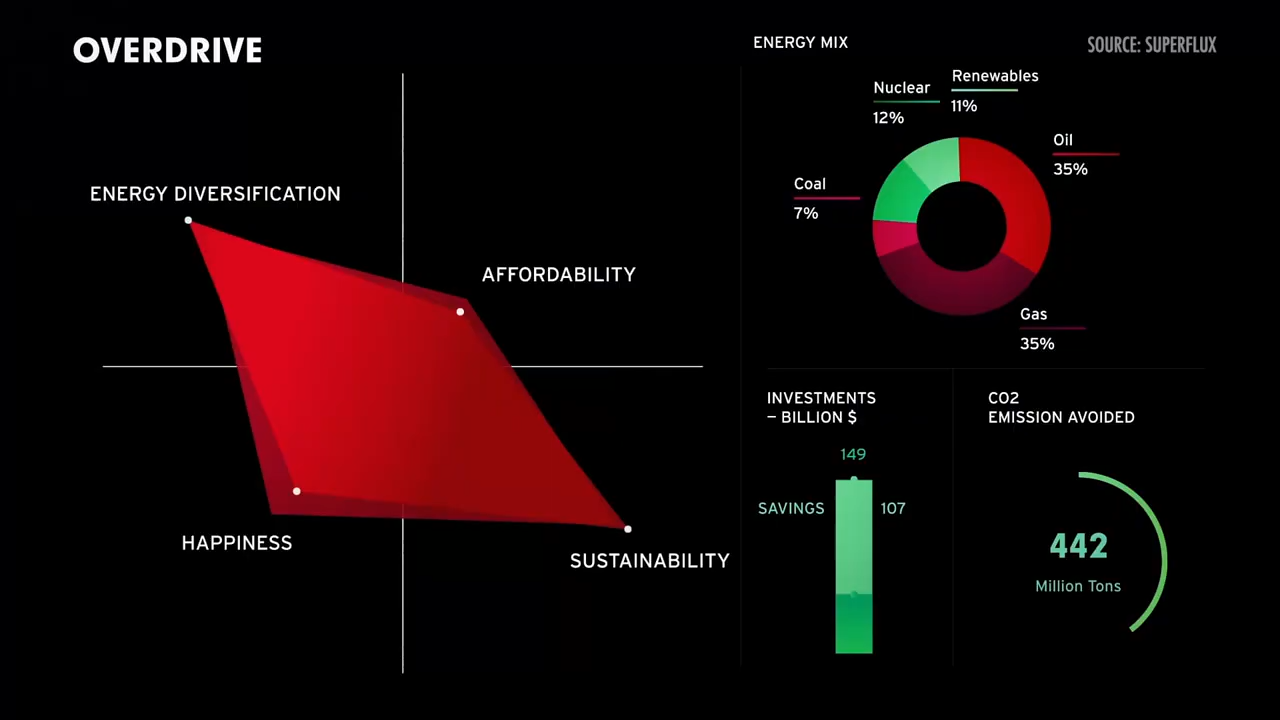 OVERDRIVE
ENERGY DIVERSIFICATION
AFFORDABILITY
HAPPINESS
SUSTAINABILITY
ENERGY MIX
SOURCE: SUPERFLUX
Nuclear
12%
Renewables
11%
Oil
35%
Coal
7%
Gas
35%
INVESTMENTS
– BILLION $
149
SAVINGS
107
CO2
EMISSION AVOIDED
442
Million Tons